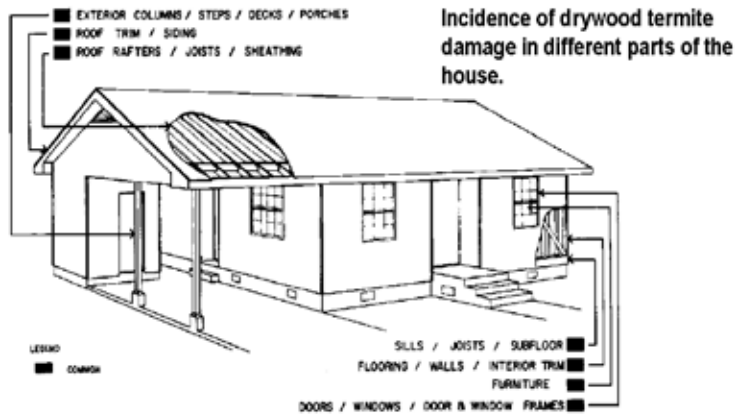 EXTERIOR COLUMNS / STEPS / DECKS / PORCHES
ROOF TRIM / SIDING
ROOF RAFTERS / JOISTS / SHEATHING
Incidence of drywood termite
damage in different parts of the
house.
LEGEND
COMMON
SILLS / JOISTS / SUBFLOOR
FLOORING / WALLS / INTERIOR TRIM
FURNITURE
DOORS / WINDOWS / DOOR & WINDOW FRAMES